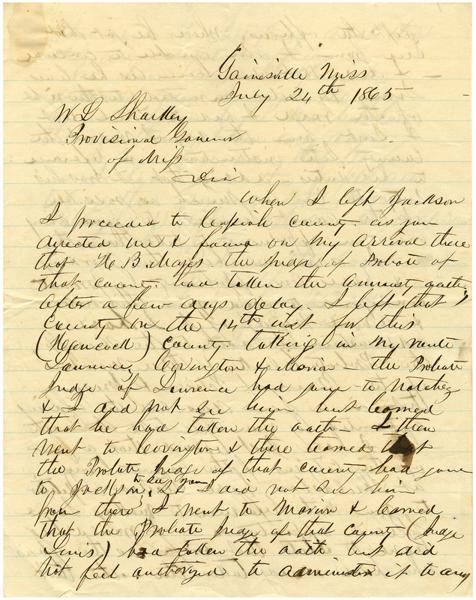 Gainesville Miss
July 24th 1865
W L Sharkey
Provisional Govenor
of Miss
Sir
When I left Jackson
I proceeded to Copiah county as you
directed me & found on my arrival there
that H. B. Mayes the Judge of Probate of
that county had taken the Amnesty oath;
after a few days delay. I left that
county on the 14th inst for this
(Hancock) county taking in my route
Lawrence, Covington & Marion - the Probate
Judge of Lawrence had gone to Natchez
& I did not see him but learned
that he had taken the oath - I then
went to Covington & there learned that
the Probate Judge of that county had gone
to Jackson to see you & I did not see him
from there I went to Marion & learned
that the Probate Judge of that county (Judge
Lewis) had taken the oath but did
not feel authorized to administer it to any